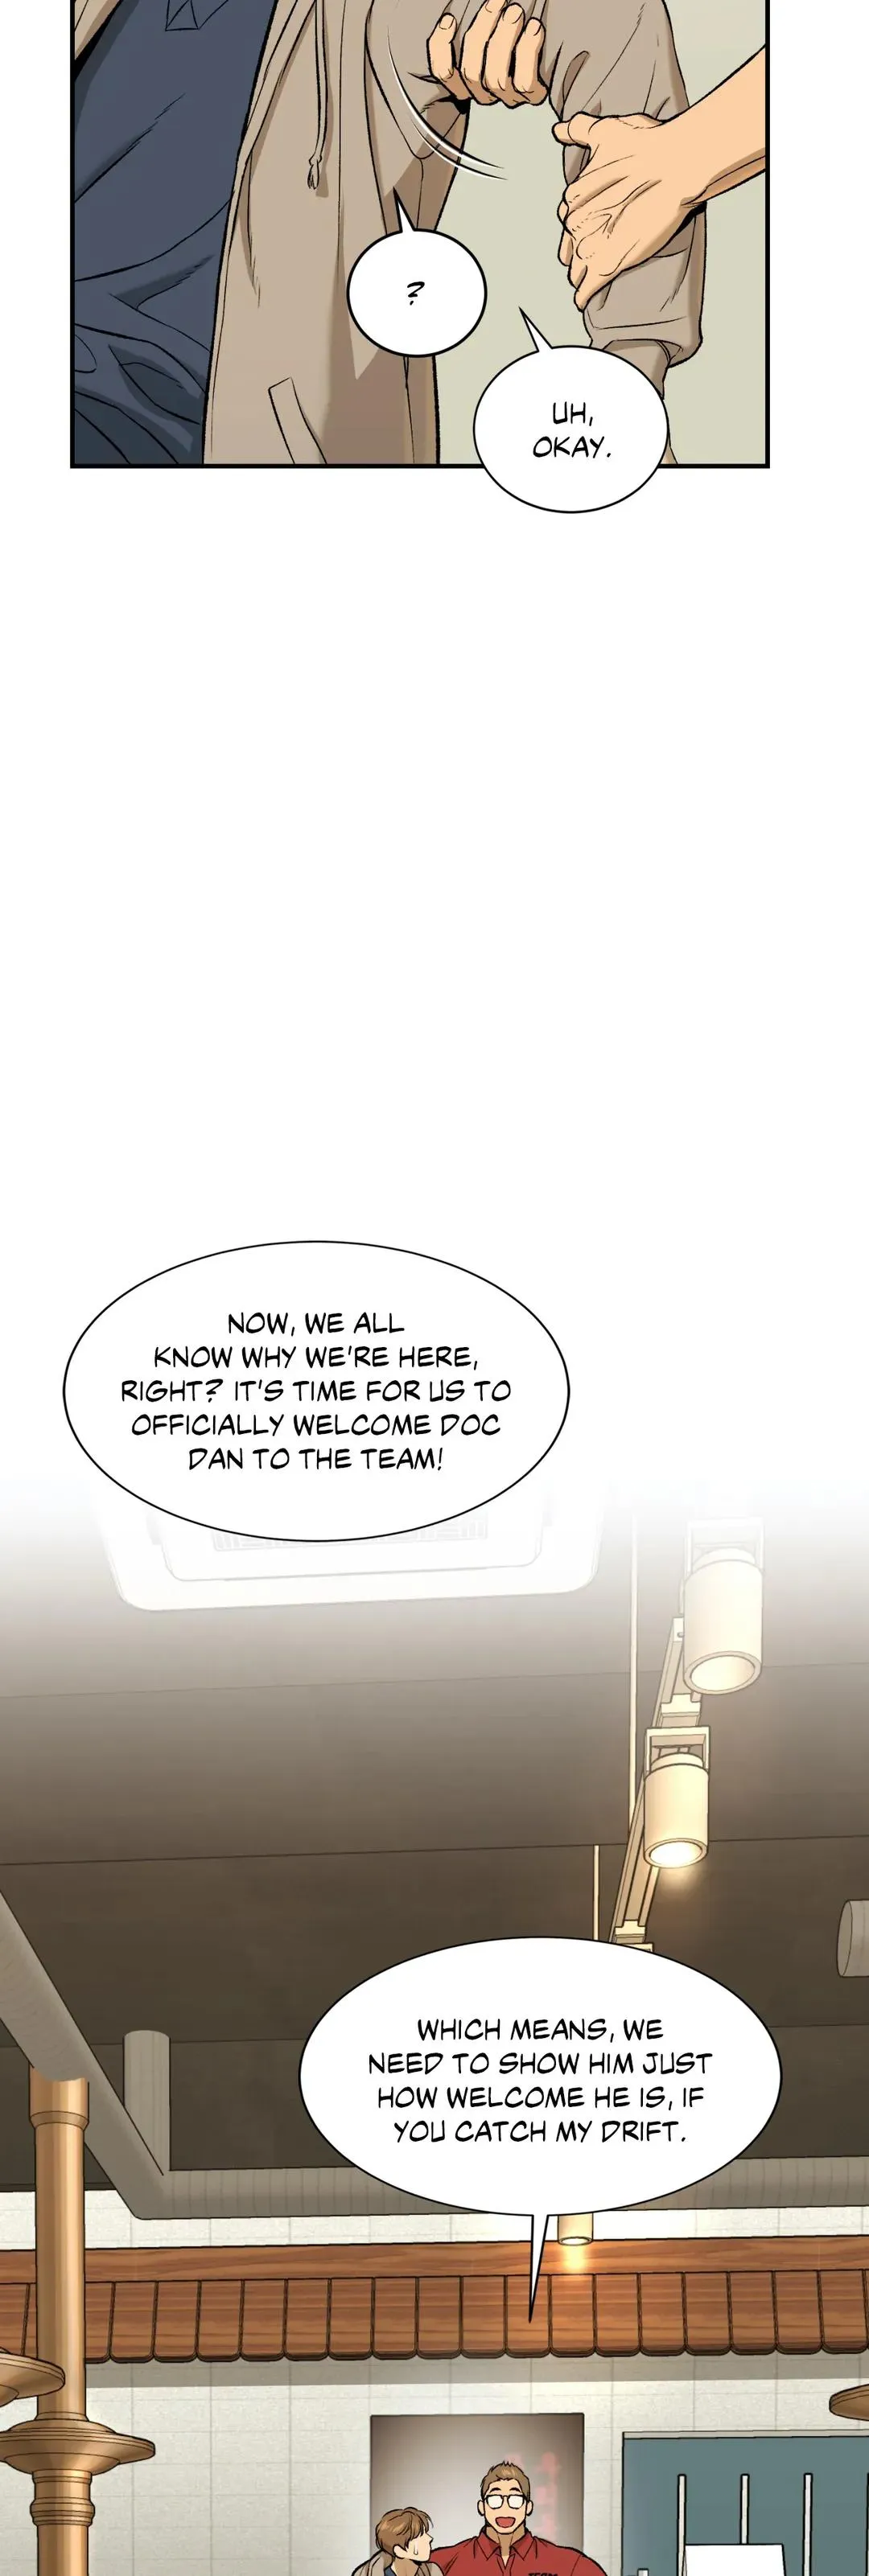 ?
UH,
OKAY.
NOW, WE ALL
KNOW WHY WE'RE HERE,
RIGHT? IT'S TIME FOR US TO
OFFICIALLY WELCOME DOC
DAN TO THE TEAM!
WHICH MEANS, WE
NEED TO SHOW HIM JUST
HOW WELCOME HE IS, IF
YOU CATCH MY DRIFT.